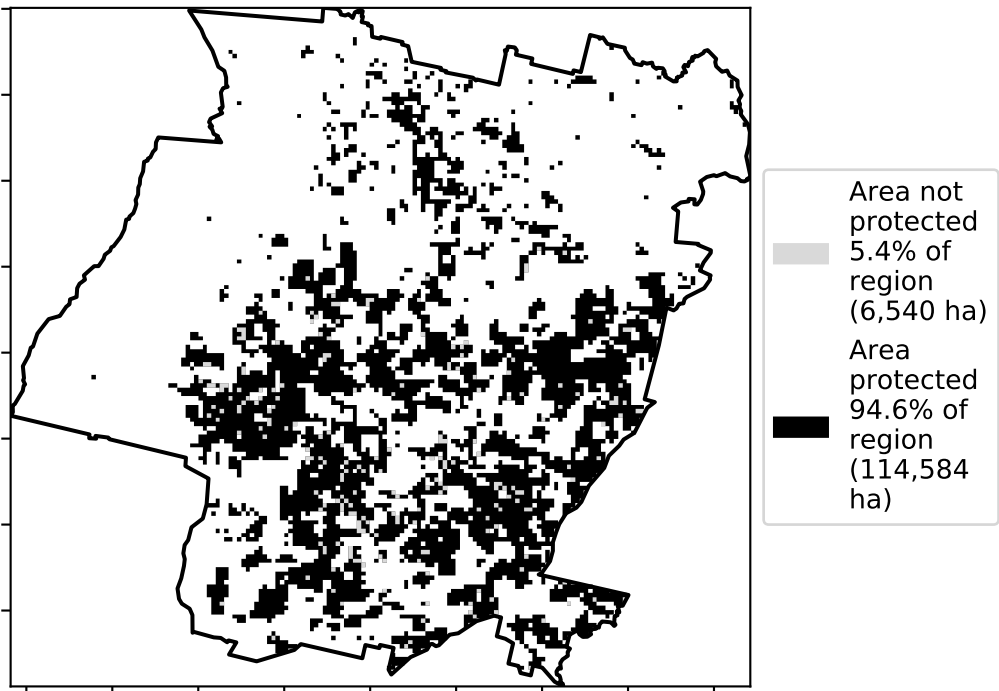 Area not
protected
5.4% of
region
(6,540 ha)
Area
protected
94.6% of
region
(114,584
ha)